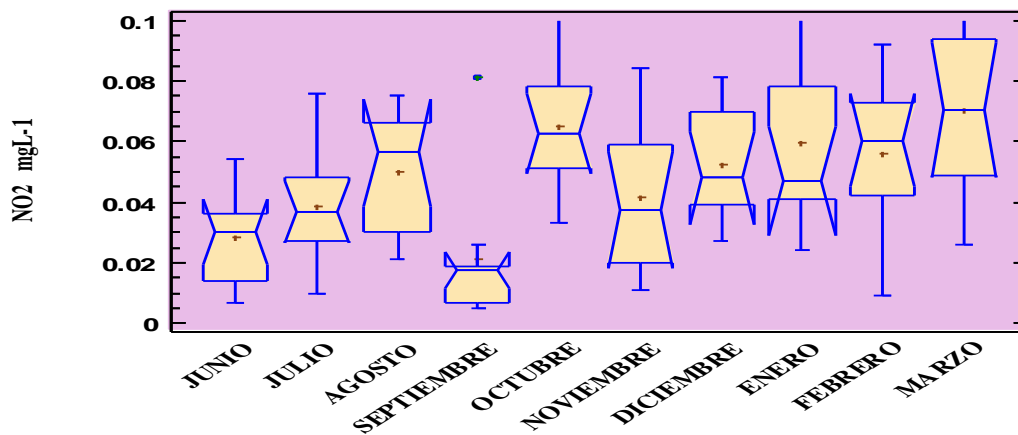 NO2 mgL-1
0.1
0.08
0.06
0.04
0.02
0
JUNIO
JULIO
AGOSTO
SEPTIEMBRE
OCTUBRE
NOVIEMBRE
DICIEMBRE
ENERO
FEBRERO
MARZO